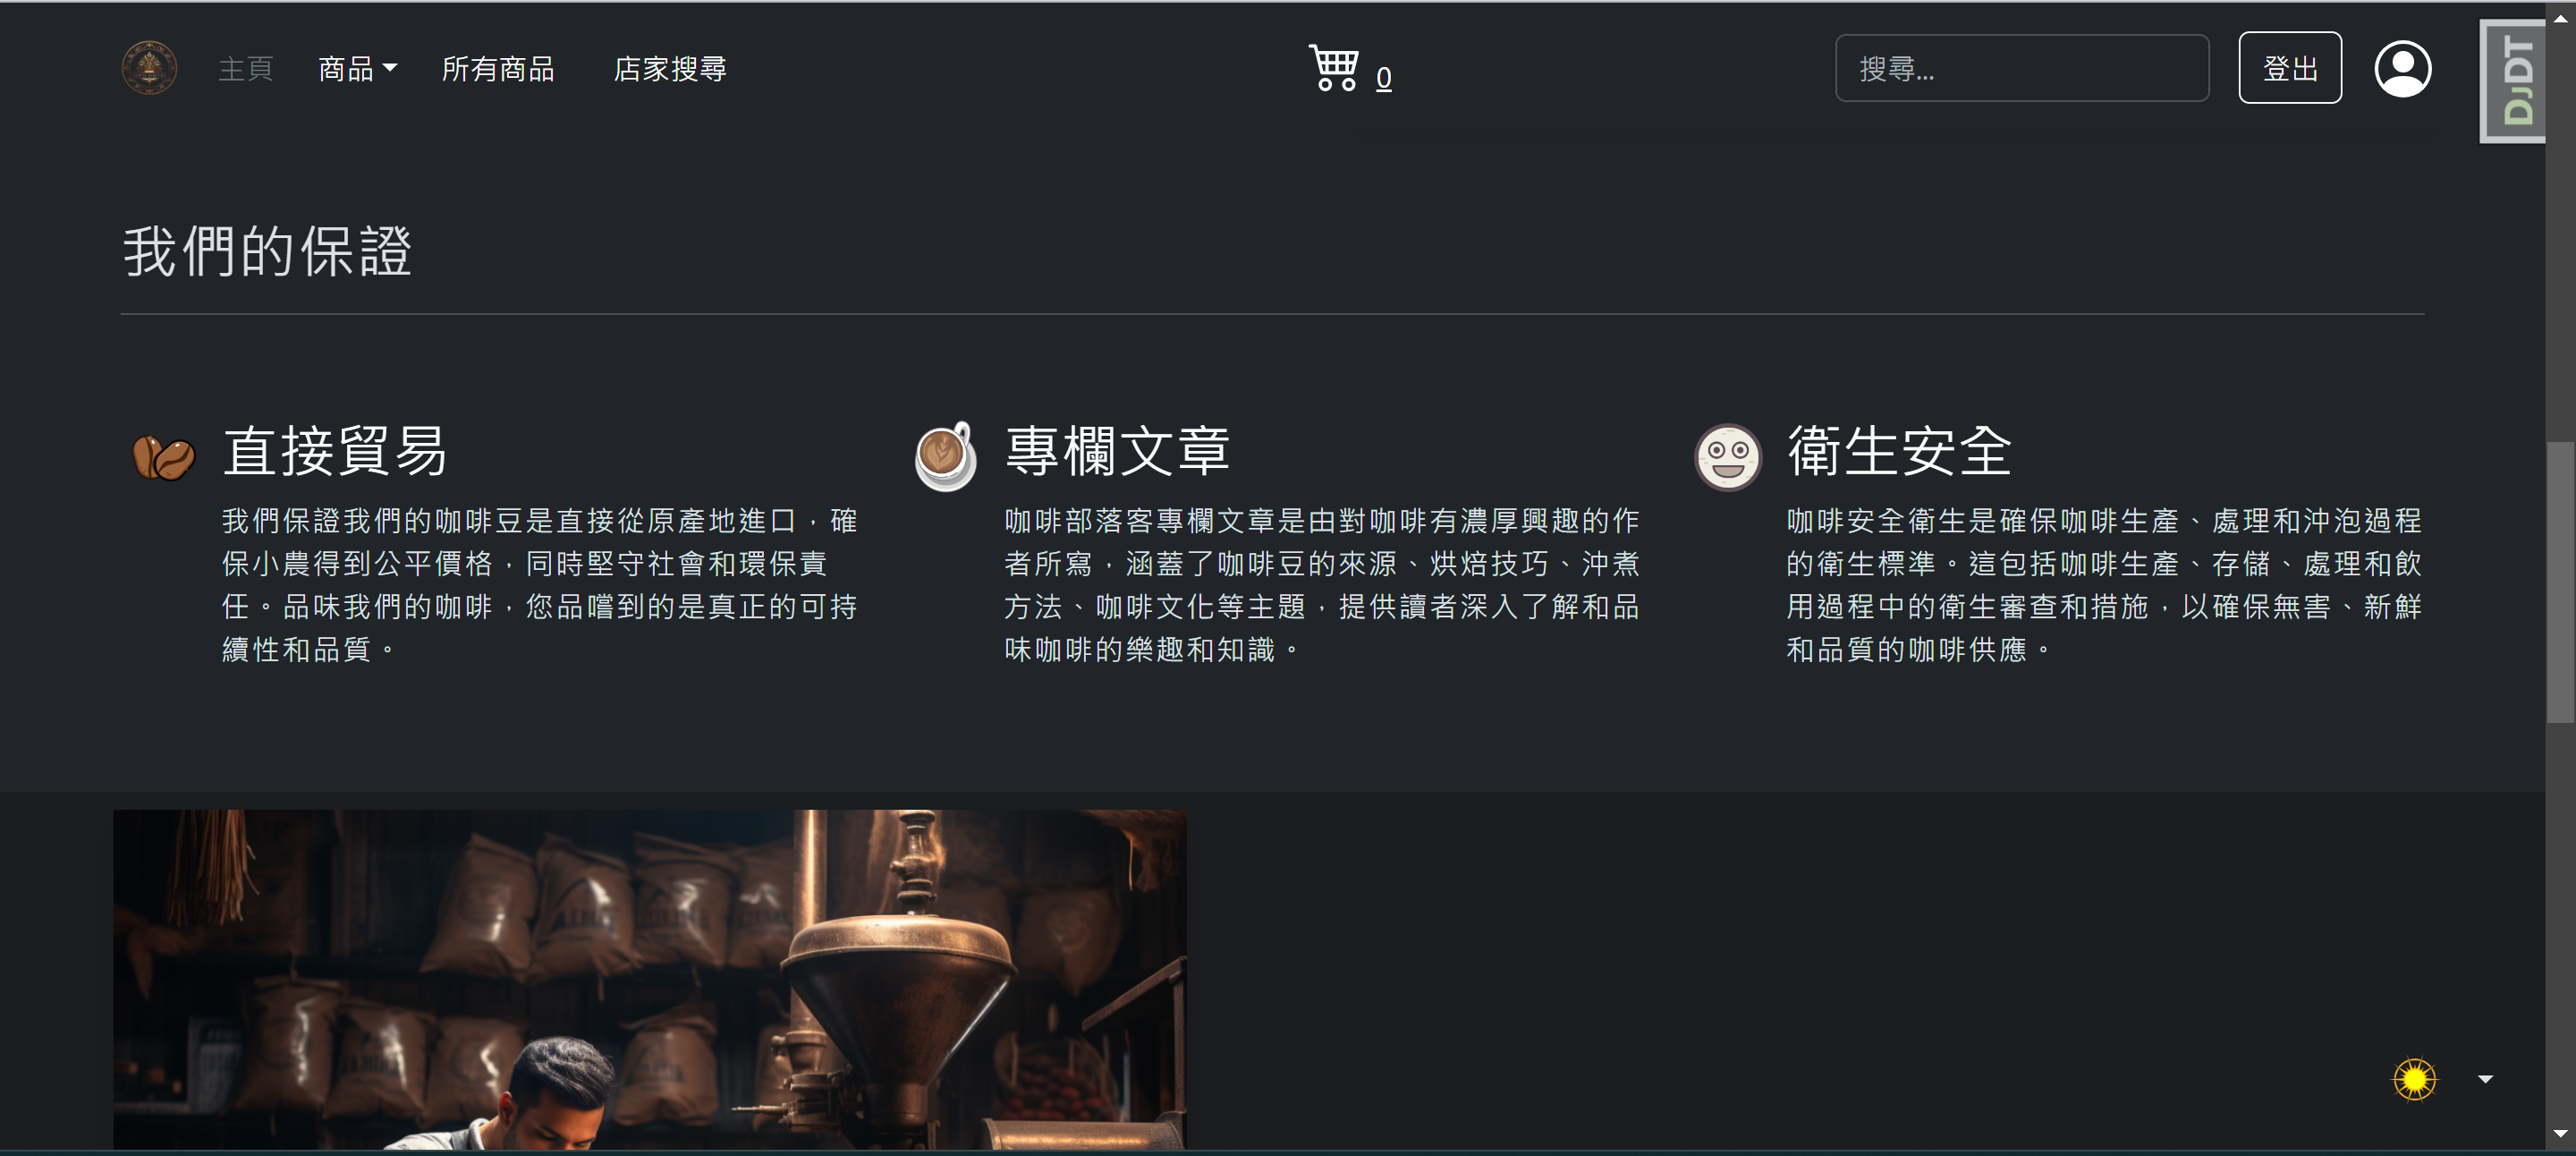 主頁
商品
所有商品
店家搜尋
0
搜尋...
登出
DJDT
我們的保證
直接貿易
我們保證我們的咖啡豆是直接從原產地進口，確
保小農得到公平價格，同時堅守社會和環保責
任。品味我們的咖啡，您品嚐到的是真正的可持
續性和品質。
專欄文章
咖啡部落客專欄文章是由對咖啡有濃厚興趣的作
者所寫，涵蓋了咖啡豆的來源、烘焙技巧、沖煮
方法、咖啡文化等主題，提供讀者深入了解和品
味咖啡的樂趣和知識。
衛生安全
咖啡安全衛生是確保咖啡生產、處理和沖泡過程
的衛生標準。這包括咖啡生產、存儲、處理和飲
用過程中的衛生審查和措施，以確保無害、新鮮
和品質的咖啡供應。